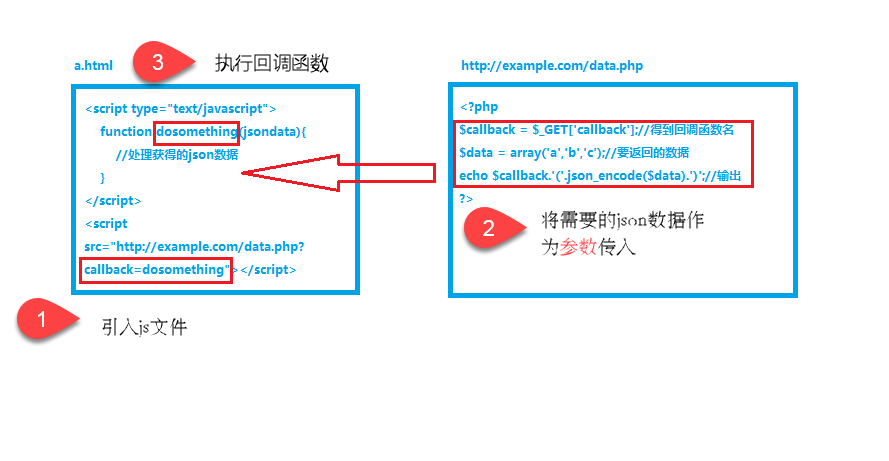 a.html
3
执行回调函数
<script type="text/javascript">
function dosomething(jsondata){
//处理获得的json数据
}
</script>
<script
src="http://example.com/data.php?
callback=dosomething"></script>
1
引入js文件
http://example.com/data.php
<?php
$callback = $_GET['callback'];//得到回调函数名
$data = array('a','b','c');//要返回的数据
echo $callback.'('.json_encode($data).')';//输出
?>
2
将需要的json数据作
为参数传入